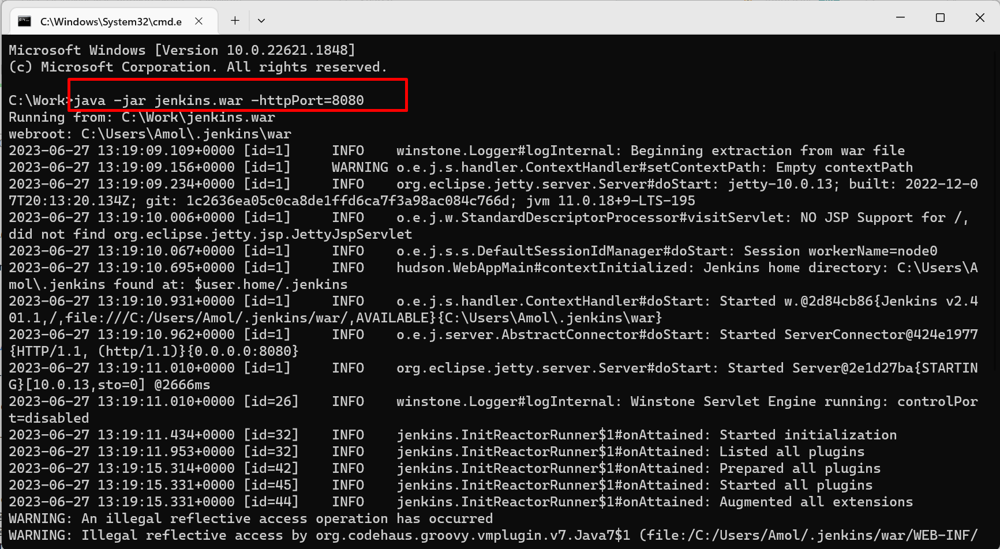 C:\Windows\System32\cmd.e
Microsoft Windows [Version 10.0.22621.1848]
(c) Microsoft Corporation. All rights reserved.
C:\Work>java -jar jenkins.war -httpPort=8080
Running from: C:\Work\jenkins.war
webroot: C:\Users\Amol\.jenkins\war
2023-06-27 13:19:09.109+0000 [id=1]     INFO    winstone.Logger#logInternal: Beginning extraction from war file
2023-06-27 13:19:09.156+0000 [id=1]     WARNING o.e.j.s.handler.ContextHandler#setContextPath: Empty contextPath
2023-06-27 13:19:09.234+0000 [id=1]     INFO    org.eclipse.jetty.server.Server#doStart: jetty-10.0.13; built: 2022-12-0
7T20:13:20.134Z; git: 1c2636ea05c0ca8de1ffd6ca7f3a98ac084c766d; jvm 11.0.18+9-LTS-195
2023-06-27 13:19:10.006+0000 [id=1]     INFO    o.e.j.w.StandardDescriptorProcessor#visitServlet: NO JSP Support for /,
did not find org.eclipse.jetty.jsp.JettyJspServlet
2023-06-27 13:19:10.067+0000 [id=1]     INFO    o.e.j.s.s.DefaultSessionIdManager#doStart: Session workerName=node0
2023-06-27 13:19:10.695+0000 [id=1]     INFO    hudson.WebAppMain#contextInitialized: Jenkins home directory: C:\Users\A
mol\.jenkins found at: $user.home/.jenkins
2023-06-27 13:19:10.931+0000 [id=1]     INFO    o.e.j.s.handler.ContextHandler#doStart: Started w.@2d84cb86{Jenkins v2.4
01.1,/,file:///C:/Users/Amol/.jenkins/war/,AVAILABLE}{C:\Users\Amol\.jenkins\war}
2023-06-27 13:19:10.962+0000 [id=1]     INFO    o.e.j.server.AbstractConnector#doStart: Started ServerConnector@424e1977
{HTTP/1.1, (http/1.1)}{0.0.0.0:8080}
2023-06-27 13:19:11.010+0000 [id=1]     INFO    org.eclipse.jetty.server.Server#doStart: Started Server@2e1d27ba{STARTIN
G}[10.0.13,sto=0] @2666ms
2023-06-27 13:19:11.010+0000 [id=26]    INFO    winstone.Logger#logInternal: Winstone Servlet Engine running: controlPor
t=disabled
2023-06-27 13:19:11.434+0000 [id=32]    INFO    jenkins.InitReactorRunner$1#onAttained: Started initialization
2023-06-27 13:19:11.953+0000 [id=32]    INFO    jenkins.InitReactorRunner$1#onAttained: Listed all plugins
2023-06-27 13:19:15.314+0000 [id=42]    INFO    jenkins.InitReactorRunner$1#onAttained: Prepared all plugins
2023-06-27 13:19:15.331+0000 [id=45]    INFO    jenkins.InitReactorRunner$1#onAttained: Started all plugins
2023-06-27 13:19:15.331+0000 [id=44]    INFO    jenkins.InitReactorRunner$1#onAttained: Augmented all extensions
WARNING: An illegal reflective access operation has occurred
WARNING: Illegal reflective access by org.codehaus.groovy.vmplugin.v7.Java7$1 (file:/C:/Users/Amol/.jenkins/war/WEB-INF/